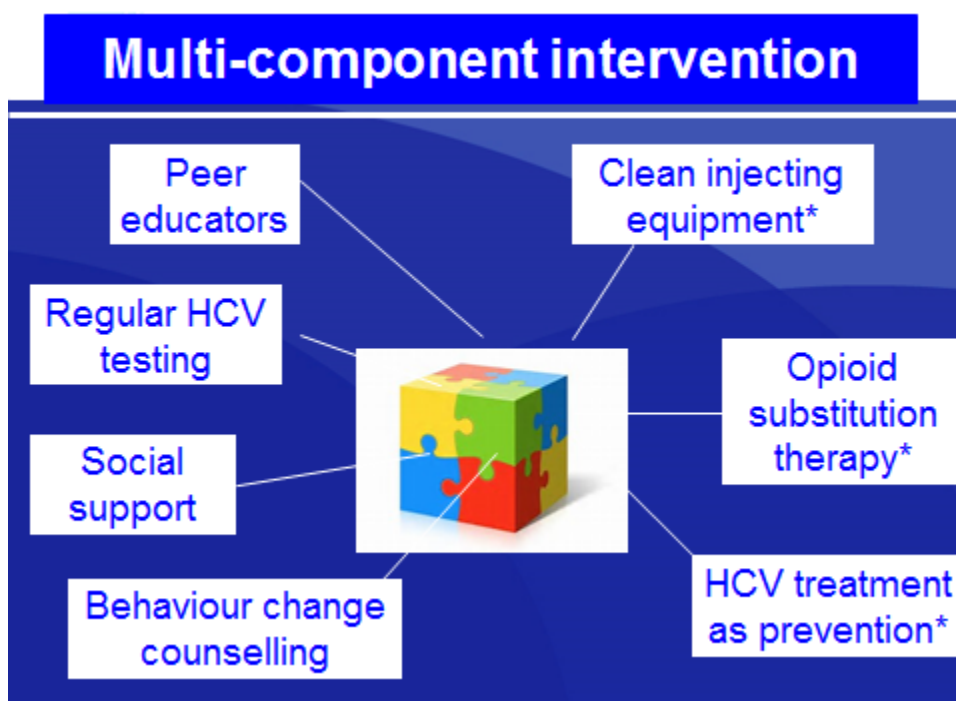 Multi-component intervention
Peer
educators
Clean injecting
equipment*
Regular HCV
testing
Opioid
substitution
therapy*
Social
support
HCV treatment
as prevention*
Behaviour change
counselling